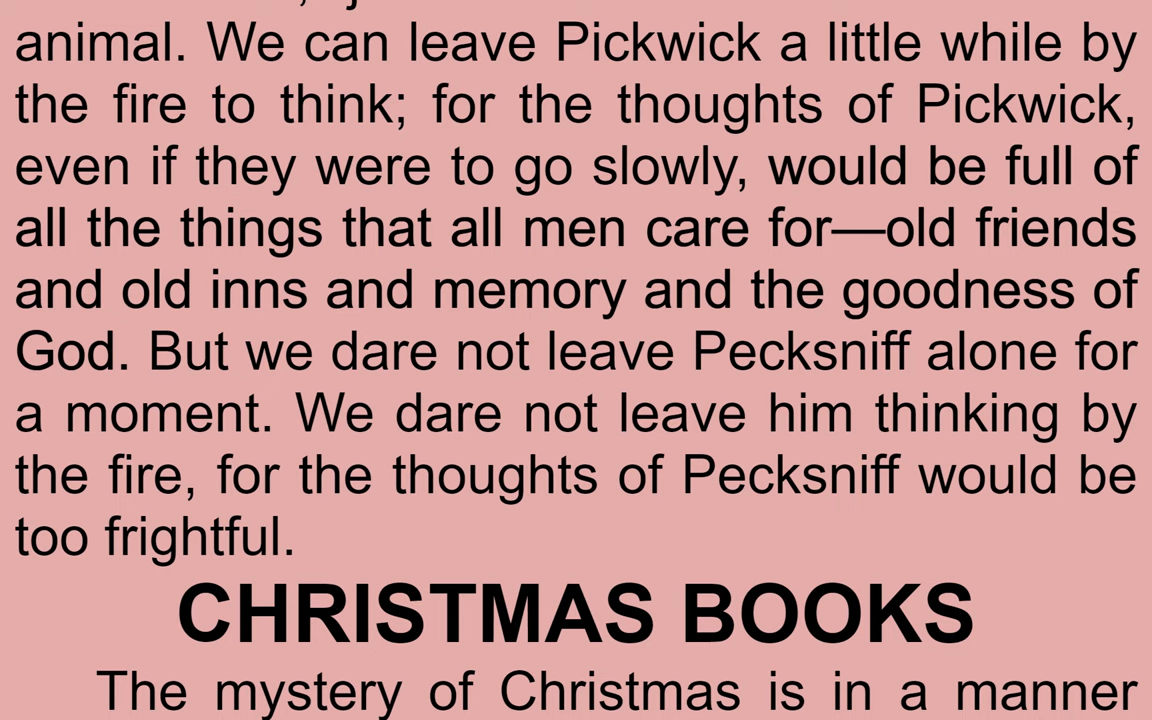 animal. We can leave Pickwick a little while by
the fire to think; for the thoughts of Pickwick,
even if they were to go slowly, would be full of
all the things that all men care for—old friends
and old inns and memory and the goodness of
God. But we dare not leave Pecksniff alone for
a moment. We dare not leave him thinking by
the fire, for the thoughts of Pecksniff would be
too frightful.
CHRISTMAS BOOKS
The mystery of Christmas is in a manner